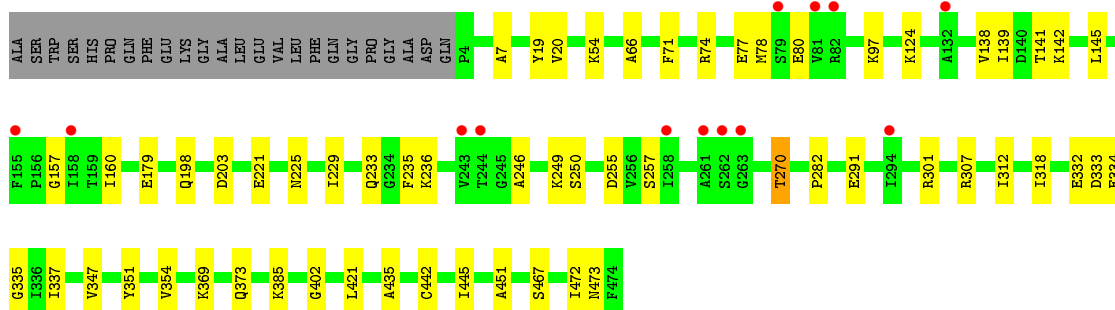 ALA SER TRP SER HIS PRO GLN PHE GLU LYS GLY ALA LEU GLU VAL LEU PHE GLN GLY PRO GLY ALA ASP GLN P4 A7 Y19 V20 K54 A66 F71 R74 E77 M78 S79 E80 V81 R82 K97 K124 A132 V138 I139 D140 T141 K142 L145
F155 P156 G157 I158 T159 I160 E179 Q198 D203 E221 N225 I229 Q233 G234 F235 K236 V243 T244 G245 A246 K249 S250 D255 V256 S257 I258 A261 S262 G263 T270 P282 E291 I294 R301 R307 I312 I318 E332 D333
G335 I336 I337 V347 Y351 V354 K369 Q373 K385 G402 L421 A435 C442 I445 A451 S467 I472 N473 F474